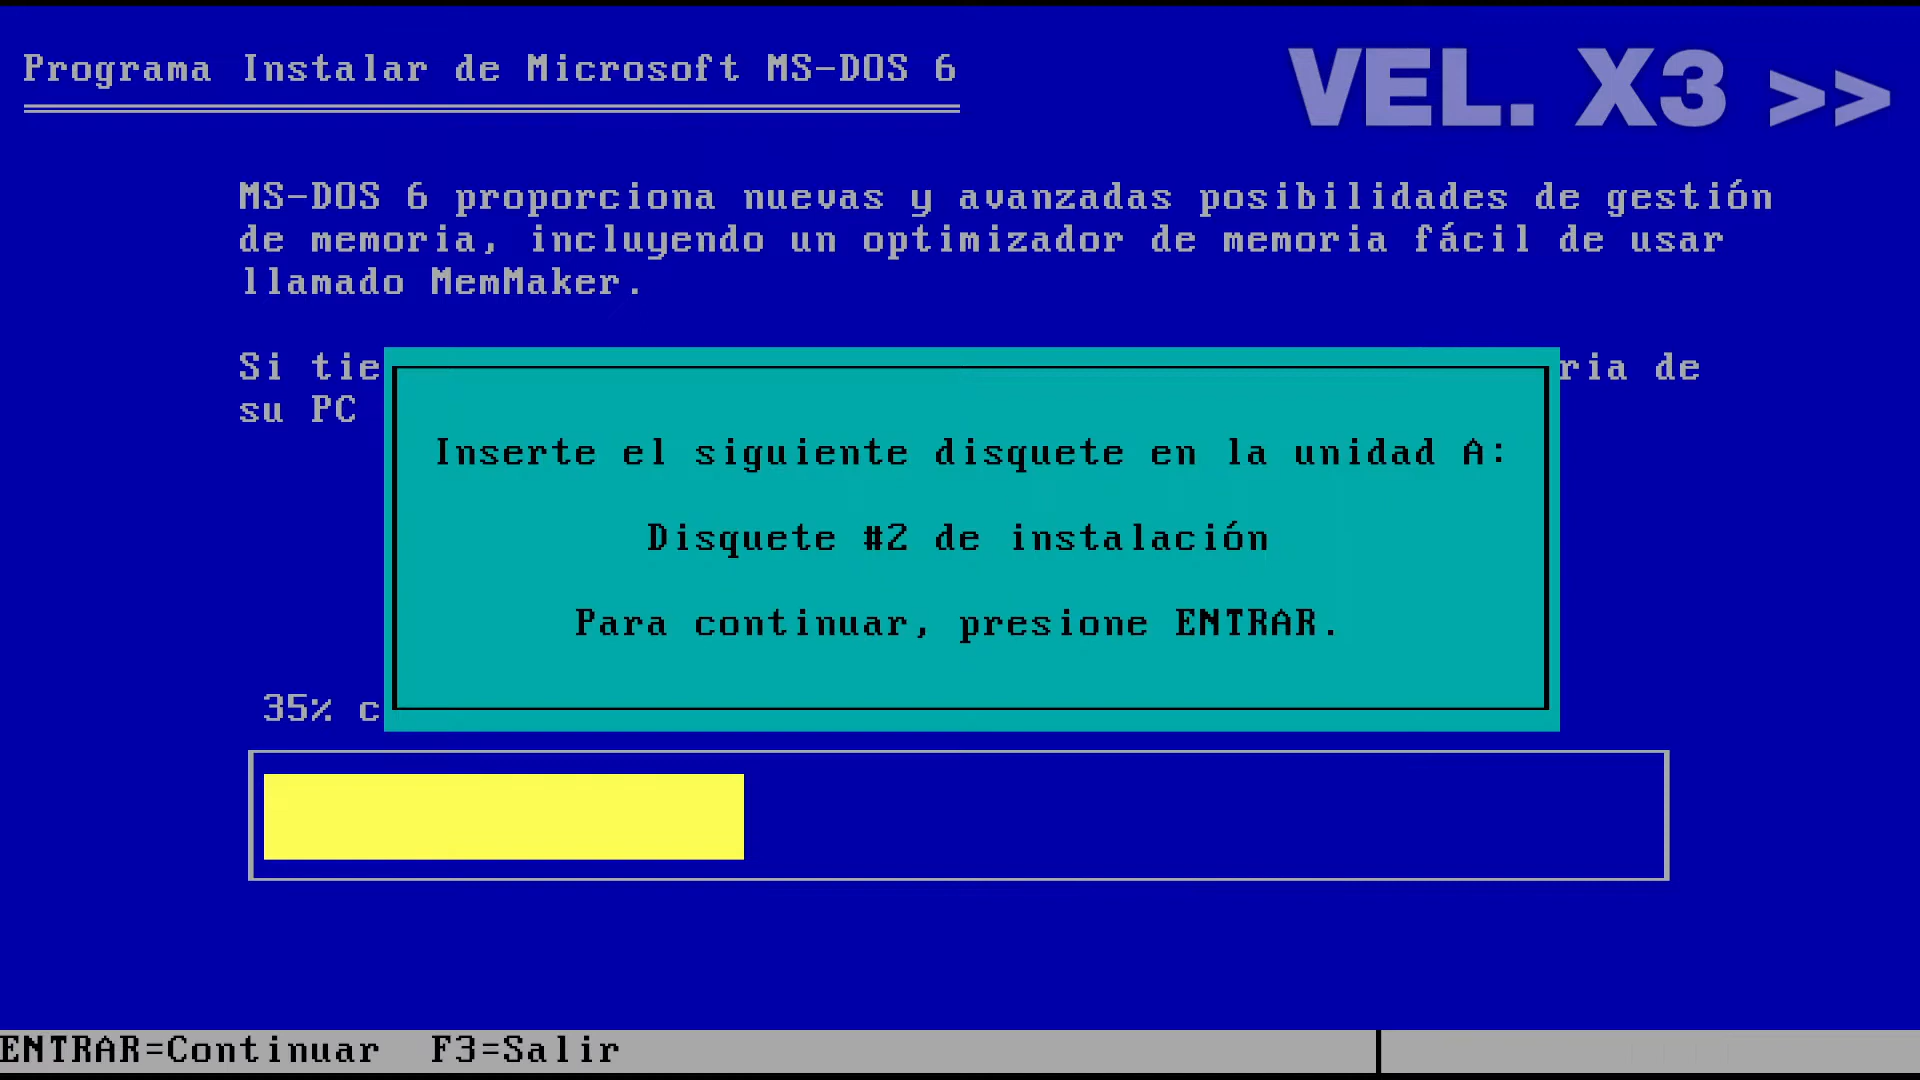 Programa Instalar de Microsoft MS-DOS 6
VEL. X3 >>
MS-DOS 6 proporciona nuevas y avanzadas posibilidades de gestión
de memoria, incluyendo un optimizador de memoria fácil de usar
llamado MemMaker.
Si de
su PC
Inserte el siguiente disquete en la unidad A:
Disquete #2 de instalación
Para continuar, presione ENTRAR.
35%
ENTRAR=Continuar F3=Salir